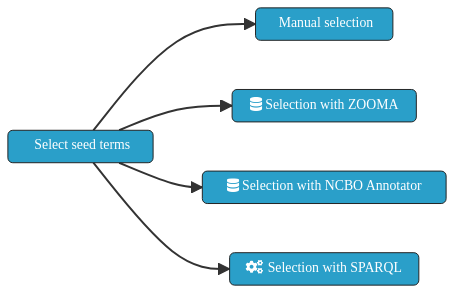 Manual selection
Selection with ZOOMA
Select seed terms
Selection with NCBO Annotator
Selection with SPARQL